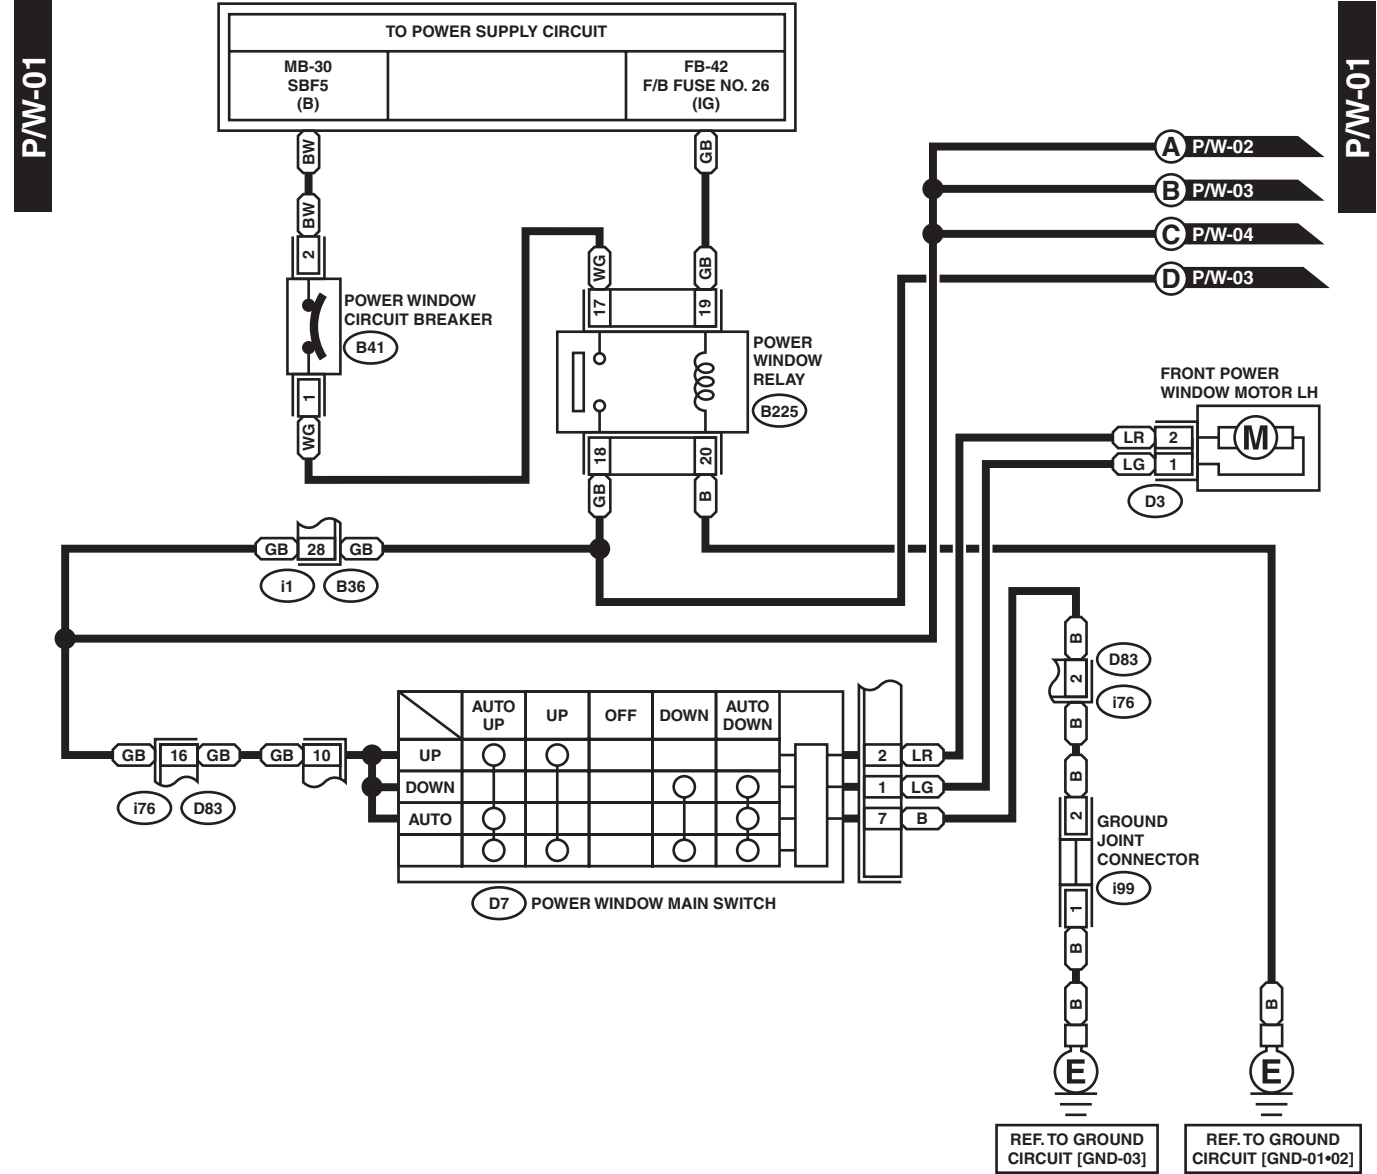 P/W-01
P/W-01
TO POWER SUPPLY CIRCUIT
MB-30
SBF5
(B)
FB-42
F/B FUSE NO. 26
(IG)
BW
BW
2
POWER WINDOW
CIRCUIT BREAKER
B41
1
WG
GB
GB
WG
17
19
POWER
WINDOW
RELAY
B225
18
20
GB
B
A P/W-02
B P/W-03
C P/W-04
D P/W-03
FRONT POWER
WINDOW MOTOR LH
LR 2
M
LG 1
D3
GB 28 GB
i1 B36
B
2
D83
i76
B
B
2
GROUND
JOINT
CONNECTOR
i99
1
B
B
E
REF. TO GROUND
CIRCUIT [GND-03]
B
E
REF. TO GROUND
CIRCUIT [GND-01•02]
GB 16 GB GB 10
i76 D83
AUTO
UP
UP
OFF
DOWN
AUTO
DOWN
UP
DOWN
AUTO
2 LR
1 LG
7 B
D7 POWER WINDOW MAIN SWITCH